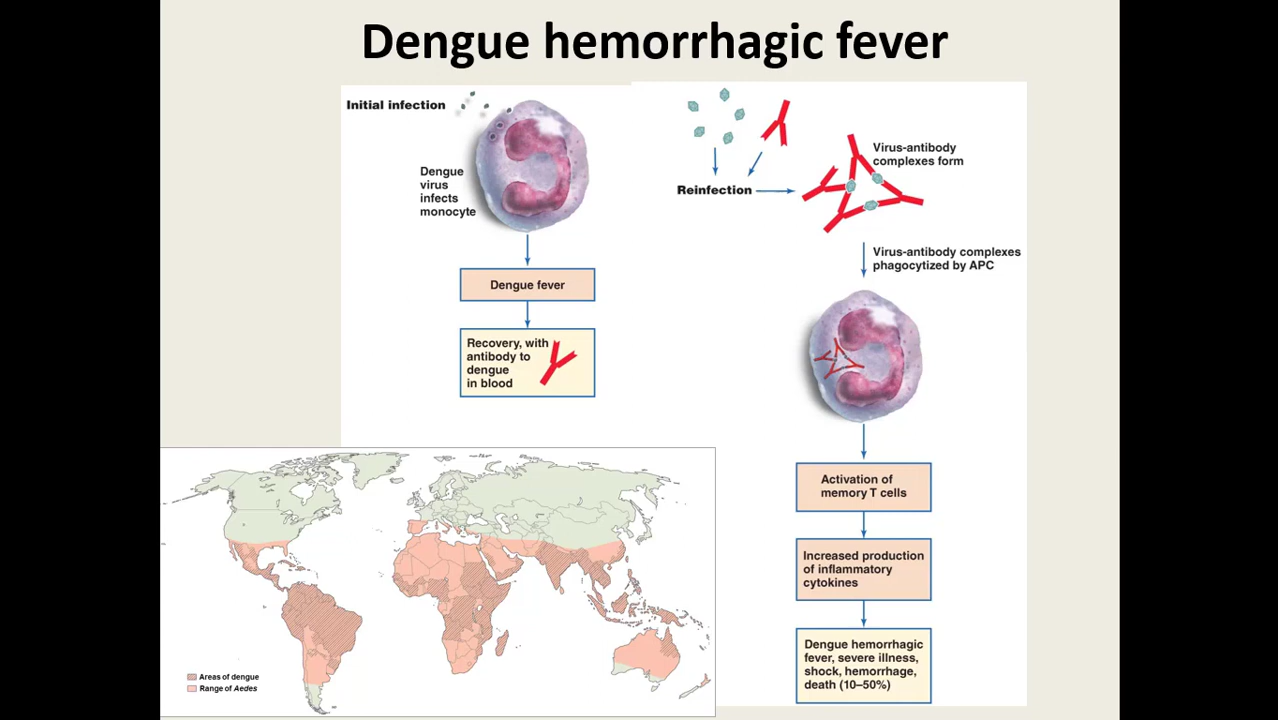 Dengue hemorrhagic fever
Initial infection
Dengue
virus
infects
monocyte
Dengue fever
Recovery, with
antibody to
dengue
in blood
Reinfection
Virus-antibody
complexes form
Virus-antibody complexes
phagocytized by APC
Activation of
memory T cells
Increased production
of inflammatory
cytokines
Dengue hemorrhagic
fever, severe illness,
shock, hemorrhage,
death (10–50%)
Areas of dengue
Range of Aedes